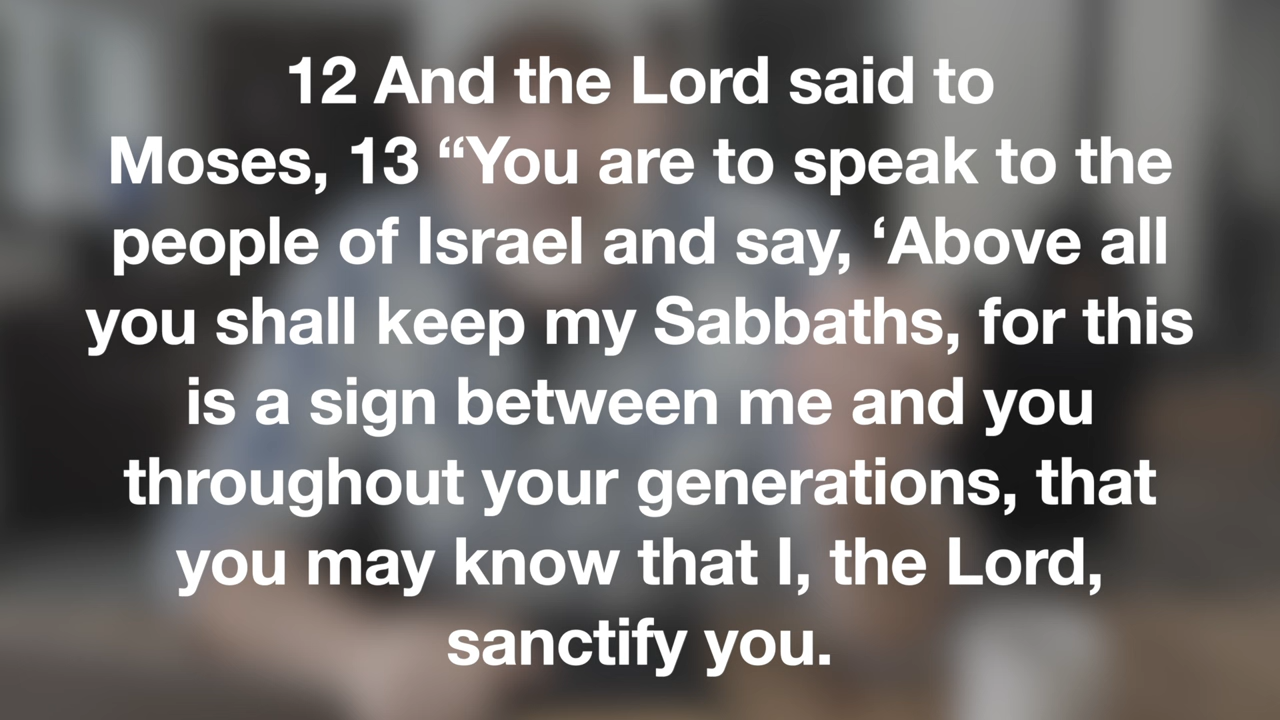 12 And the Lord said to
Moses, 13 “You are to speak to the
people of Israel and say, ‘Above all
you shall keep my Sabbaths, for this
is a sign between me and you
throughout your generations, that
you may know that I, the Lord,
sanctify you.